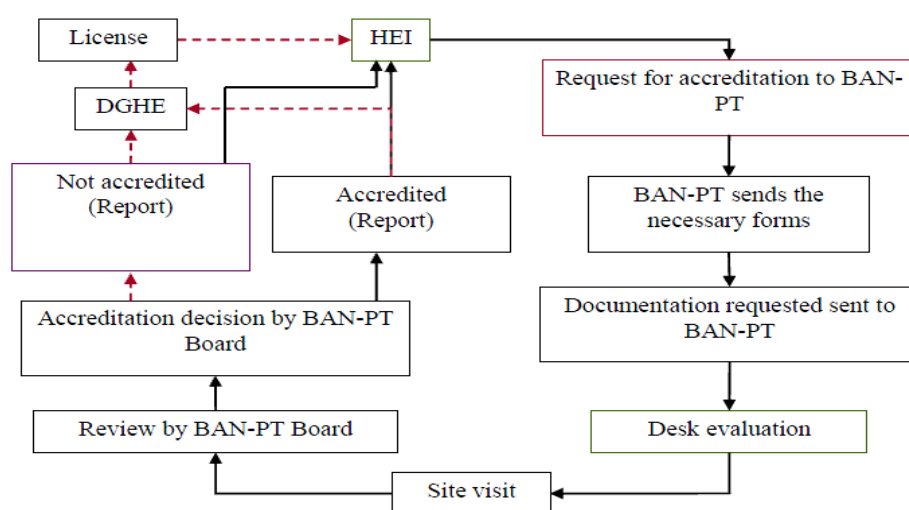 License
HEI
Request for accreditation to BAN-
PT
DGHE
Not accredited
(Report)
Accredited
(Report)
BAN-PT sends the
necessary forms
Accreditation decision by BAN-PT
Board
Documentation requested sent to
BAN-PT
Review by BAN-PT Board
Desk evaluation
Site visit